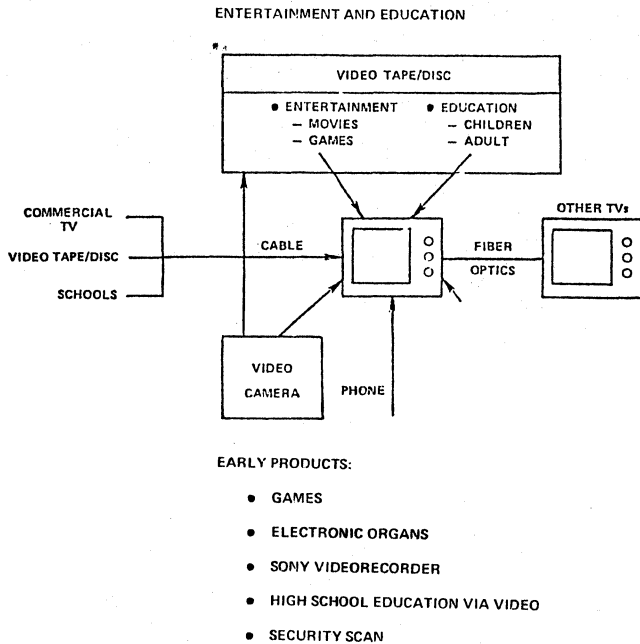 ENTERTAINMENT AND EDUCATION
VIDEO TAPE/DISC
● ENTERTAINMENT
– MOVIES
– GAMES
● EDUCATION
– CHILDREN
– ADULT
COMMERCIAL
TV
VIDEO TAPE/DISC
SCHOOLS
CABLE
FIBER
OPTICS
OTHER TVs
VIDEO
CAMERA
PHONE
EARLY PRODUCTS:
● GAMES
● ELECTRONIC ORGANS
● SONY VIDEORECORDER
● HIGH SCHOOL EDUCATION VIA VIDEO
● SECURITY SCAN